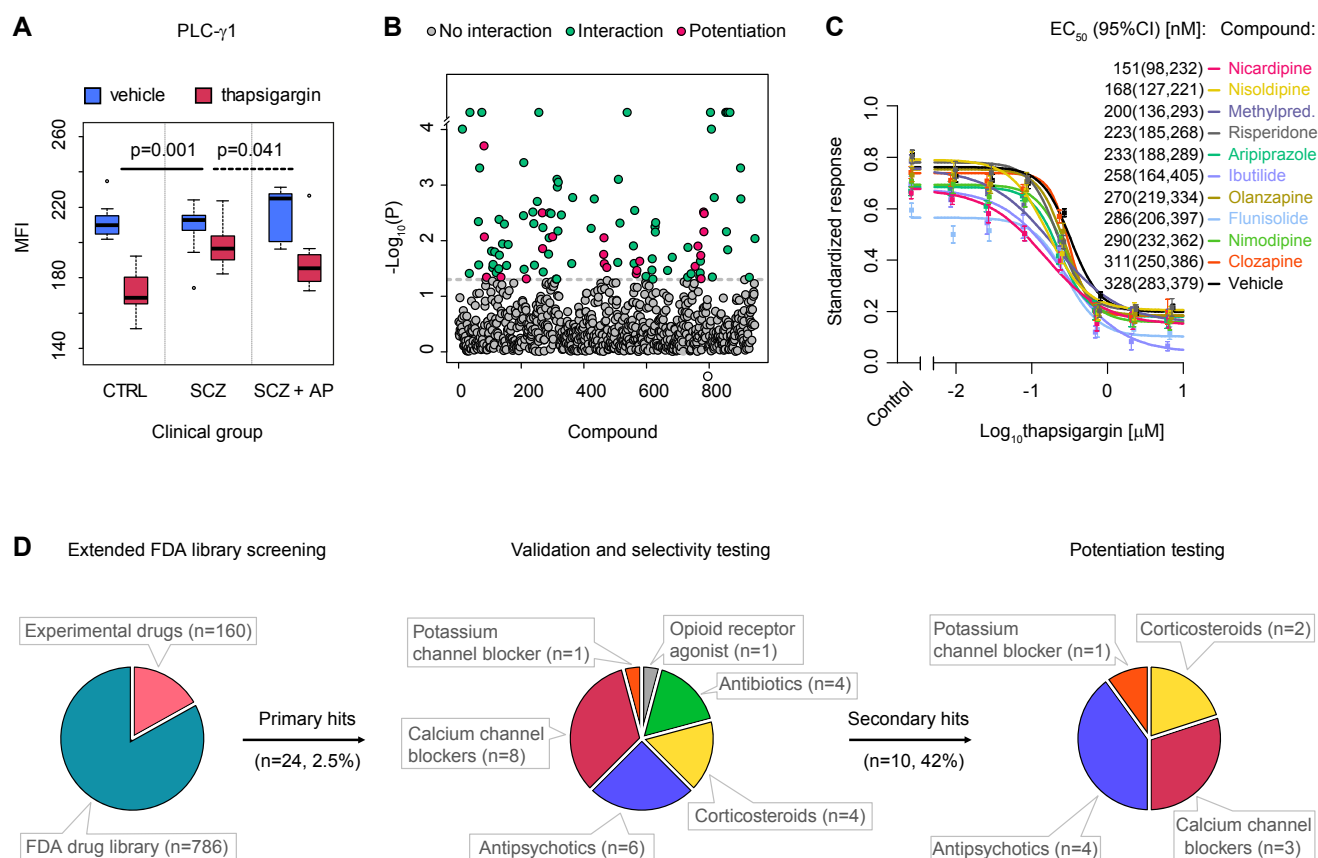 A
PLC-γ1
vehicle
thapsigargin
p=0.001
p=0.041
MFI
260
220
180
140
CTRL
SCZ
SCZ + AP
Clinical group
B
No interaction
Interaction
Potentiation
-Log10(P)
4
3
2
1
0
0
200
400
600
800
Compound
C
EC50 (95%CI) [nM]: Compound:
151(98,232) Nicardipine
168(127,221) Nisoldipine
200(136,293) Methylpred.
223(185,268) Risperidone
233(188,289) Aripiprazole
258(164,405) Ibutilide
270(219,334) Olanzapine
286(206,397) Flunisolide
290(232,362) Nimodipine
311(250,386) Clozapine
328(283,379) Vehicle
Standardized response
1.0
0.8
0.6
0.4
0.2
0.0
Control
-2
-1
0
1
Log10thapsigargin [μM]
D
Extended FDA library screening
Experimental drugs (n=160)
FDA drug library (n=786)
Primary hits
(n=24, 2.5%)
Validation and selectivity testing
Potassium
channel blocker (n=1)
Opioid receptor
agonist (n=1)
Antibiotics (n=4)
Calcium channel
blockers (n=8)
Corticosteroids (n=4)
Antipsychotics (n=6)
Secondary hits
(n=10, 42%)
Potentiation testing
Potassium
channel blocker (n=1)
Corticosteroids (n=2)
Antipsychotics (n=4)
Calcium channel
blockers (n=3)